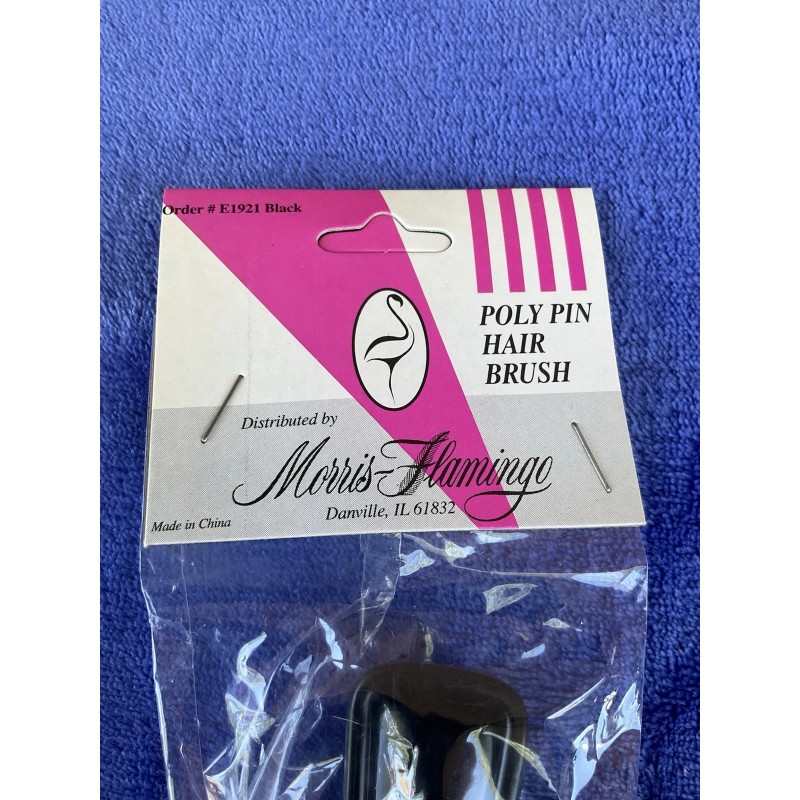 Order # E1921 Black
POLY PIN
HAIR
BRUSH
Distributed by
Morris-Flamingo
Danville, IL 61832
Made in China